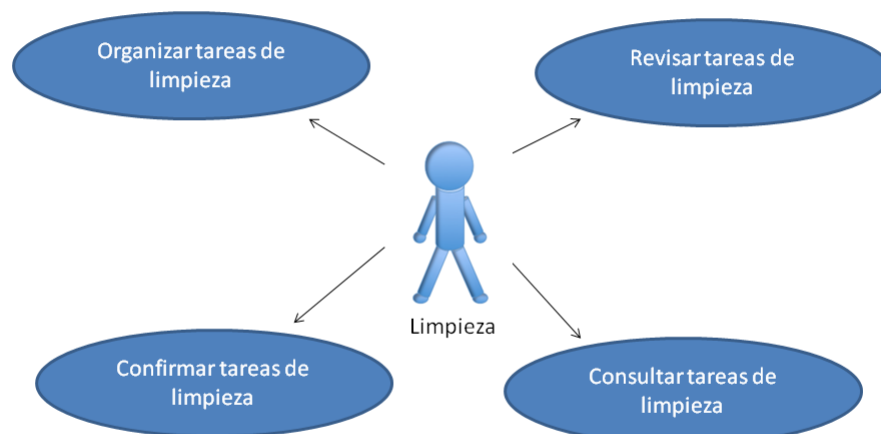 Organizar tareas de
limpieza
Revisar tareas de
limpieza
Limpieza
Confirmar tareas de
limpieza
Consultar tareas de
limpieza